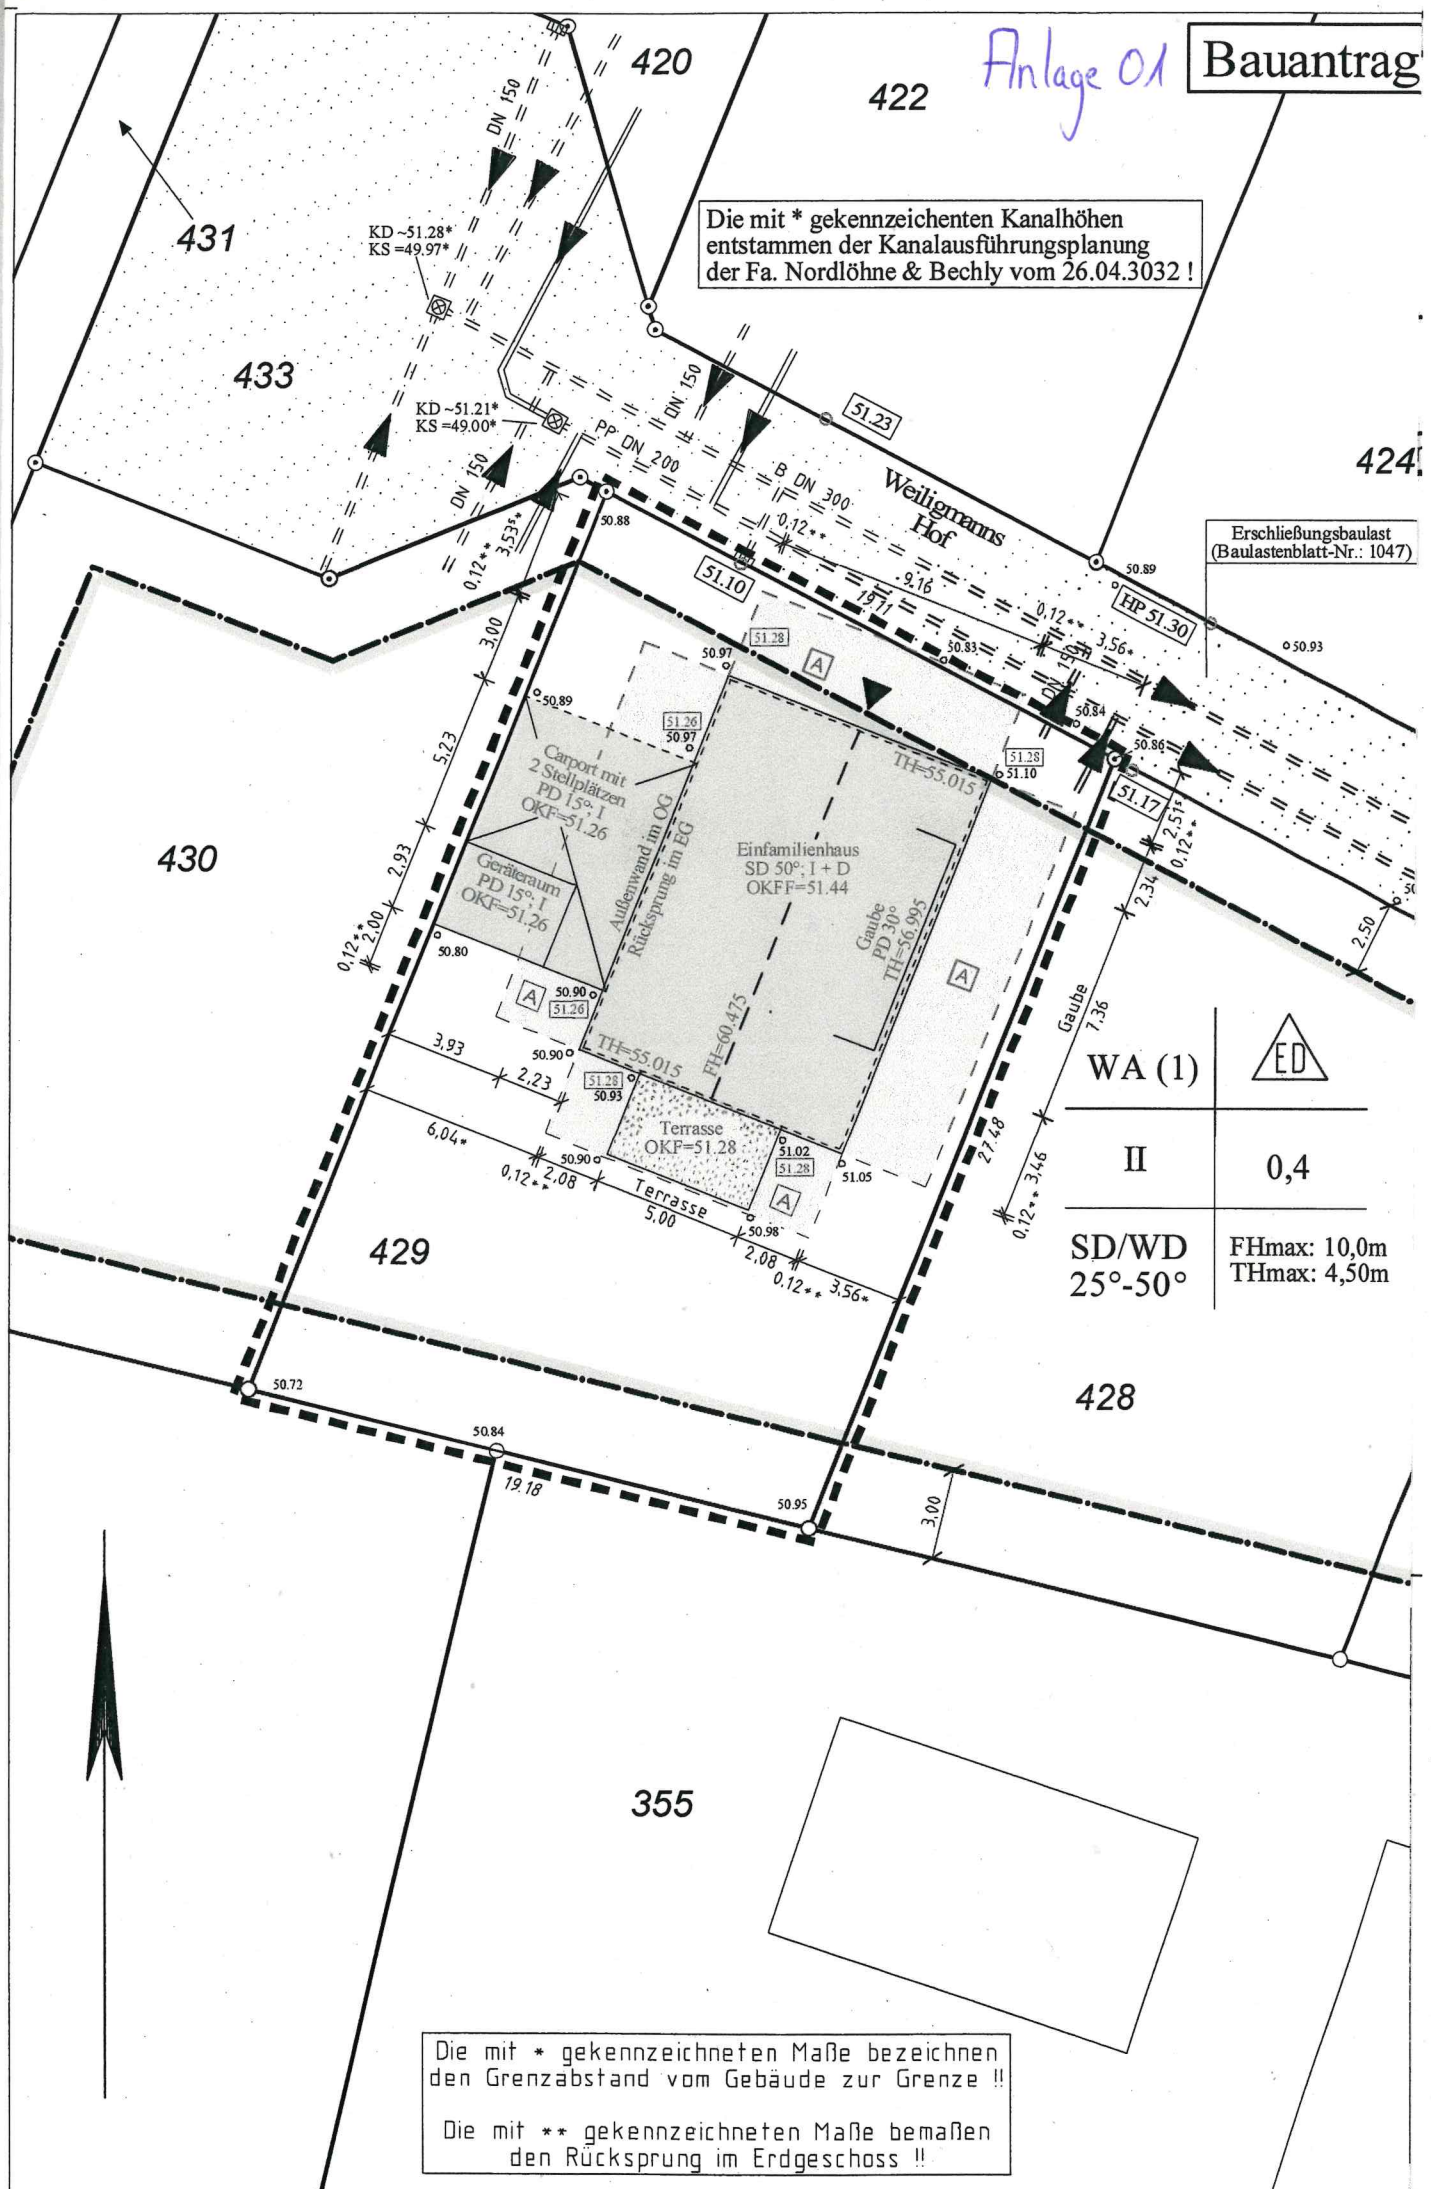 Anlage 01
Bauantrag
420
422
DN 150
431
KD ~51.28*
KS =49.97*
Die mit * gekennzeichenten Kanalhöhen
entstammen der Kanalausführungsplanung
der Fa. Nordlöhne & Bechly vom 26.04.3032 !
433
KD ~51.21*
KS =49.00*
DN 150
51.23
PP DN 200
DN 150
B DN 300
Weiligmanns
Hof
424
Erschließungsbaulast
(Baulastenblatt-Nr.: 1047)
50.88
3,53⁵*
0,12**
0,12**
51.10
9.16
19.71
0,12**
3,56*
50.89
HP 51.30
50.93
3,00
51.28
50.97
A
50.83
DN 150
50.84
50.89
51.26
50.97
50.86
5,23
Carport mit
2 Stellplätzen
PD 15°; I
OKF=51.26
TH=55.015
51.28
51.10
51.17
2,51⁵*
0,12**
430
Geräteraum
PD 15°; I
OKF=51.26
Außenwand im OG
Rücksprung im EG
Einfamilienhaus
SD 50°; I + D
OKFF=51.44
2,93
2,34
2,50
2,00
0,12**
50.80
Gaube
PD 30°
TH=56.995
A
A
50.90
51.26
FH=60.475
Gaube
7,36
3,93
2,23
50.90
TH=55.015
51.28
50.93
WA (1)
ED
6,04*
0,12**
2,08
50.90
Terrasse
OKF=51.28
51.02
51.28
51.05
27.48
3,46
0,12**
II
0,4
Terrasse
5,00
A
50.98
2,08
0,12**
3,56*
429
SD/WD
25°-50°
FHmax: 10,0m
THmax: 4,50m
50.72
428
50.84
19.18
50.95
3,00
355
Die mit * gekennzeichneten Maße bezeichnen
den Grenzabstand vom Gebäude zur Grenze !!
Die mit ** gekennzeichneten Maße bemaßen
den Rücksprung im Erdgeschoss !!